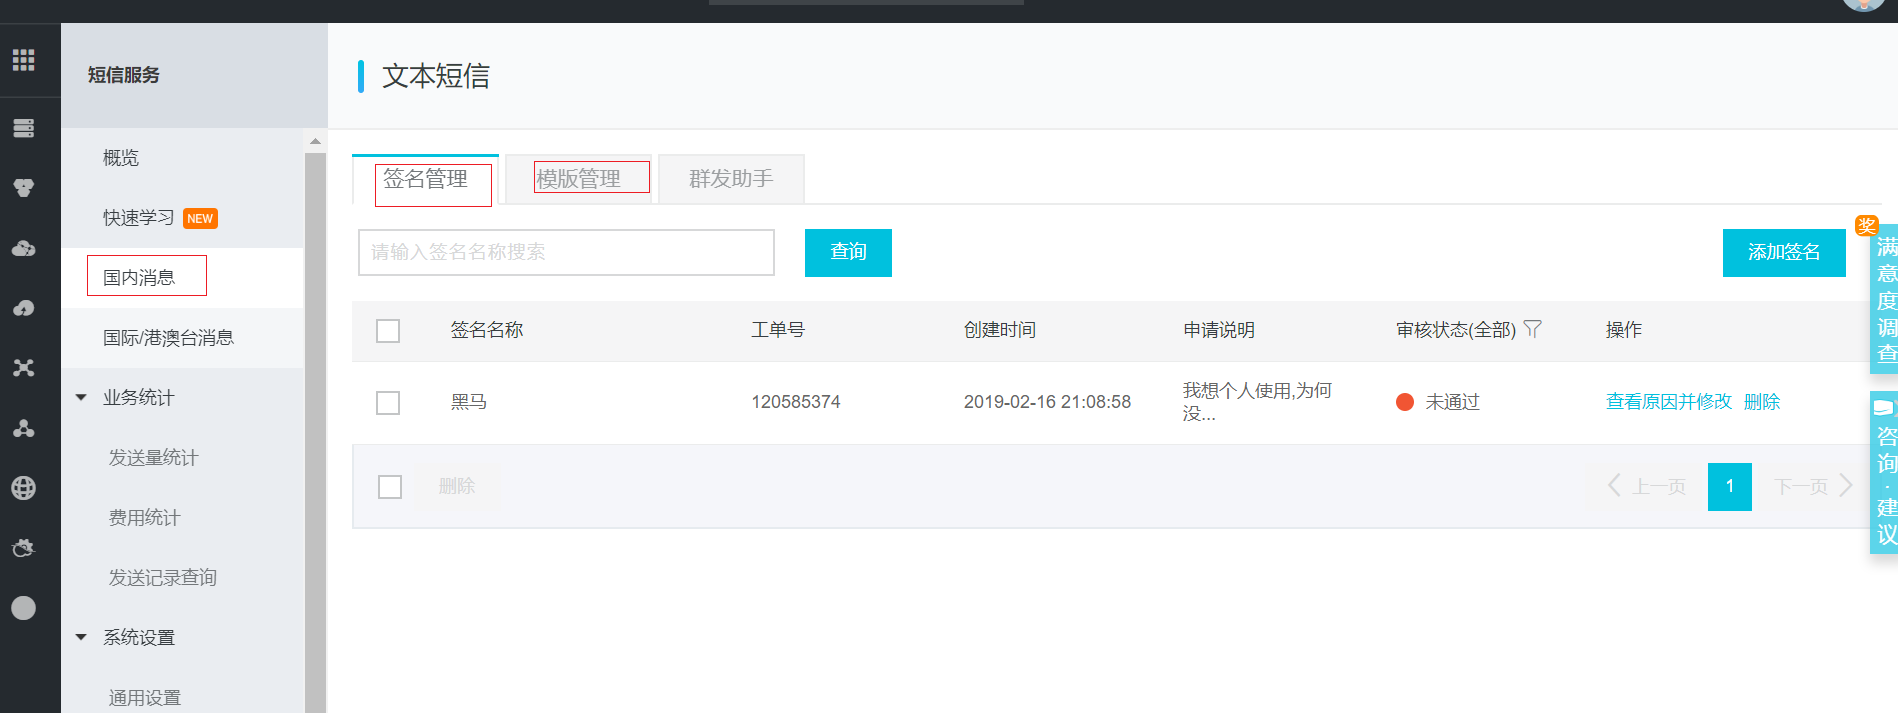 短信服务
概览
快速学习 NEW
国内消息
国际/港澳台消息
业务统计
发送量统计
费用统计
发送记录查询
系统设置
通用设置
文本短信
签名管理 模版管理 群发助手
请输入签名名称搜索 查询 添加签名
签名名称 工单号 创建时间 申请说明 审核状态(全部) 操作
黑马 120585374 2019-02-16 21:08:58 我想个人使用,为何
没... 未通过 查看原因并修改 删除
删除 上一页 1 下一页
奖
满
意
度
调
查
咨
询
·
建
议